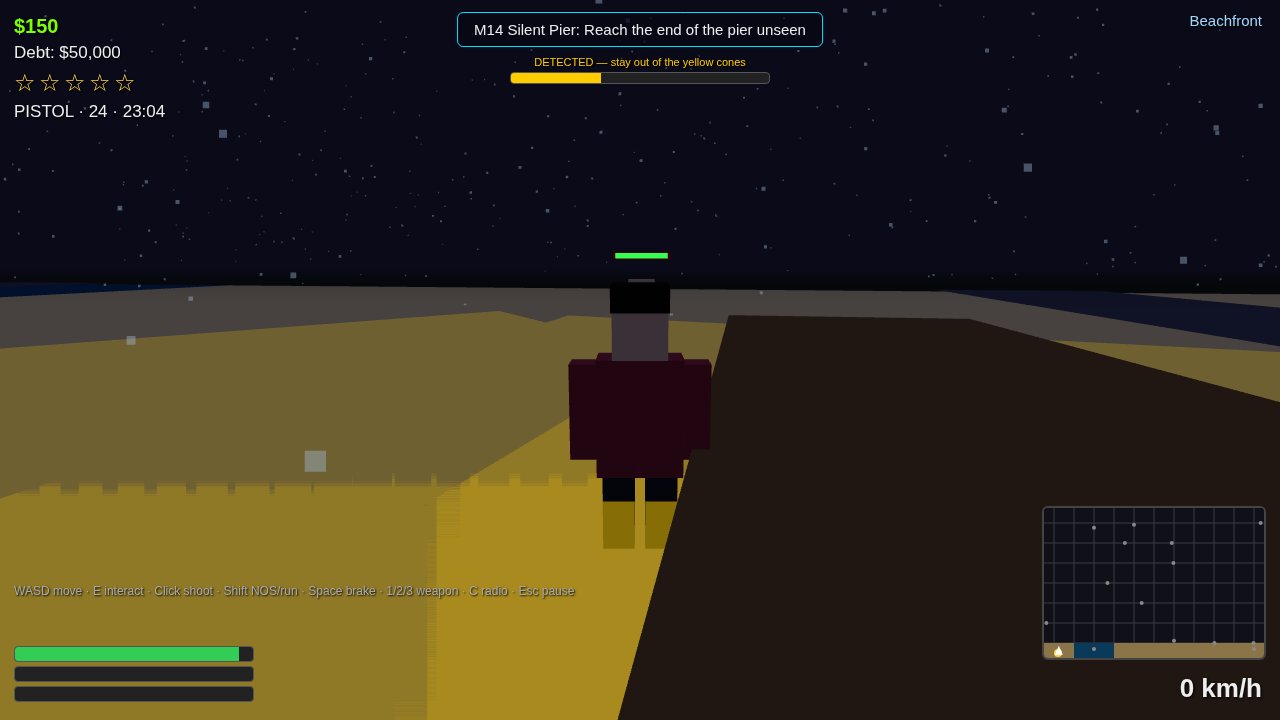 $150
Debt: $50,000
☆☆☆☆☆
PISTOL · 24 · 23:04
M14 Silent Pier: Reach the end of the pier unseen
DETECTED — stay out of the yellow cones
Beachfront
WASD move · E interact · Click shoot · Shift NOS/run · Space brake · 1/2/3 weapon · C radio · Esc pause
0 km/h